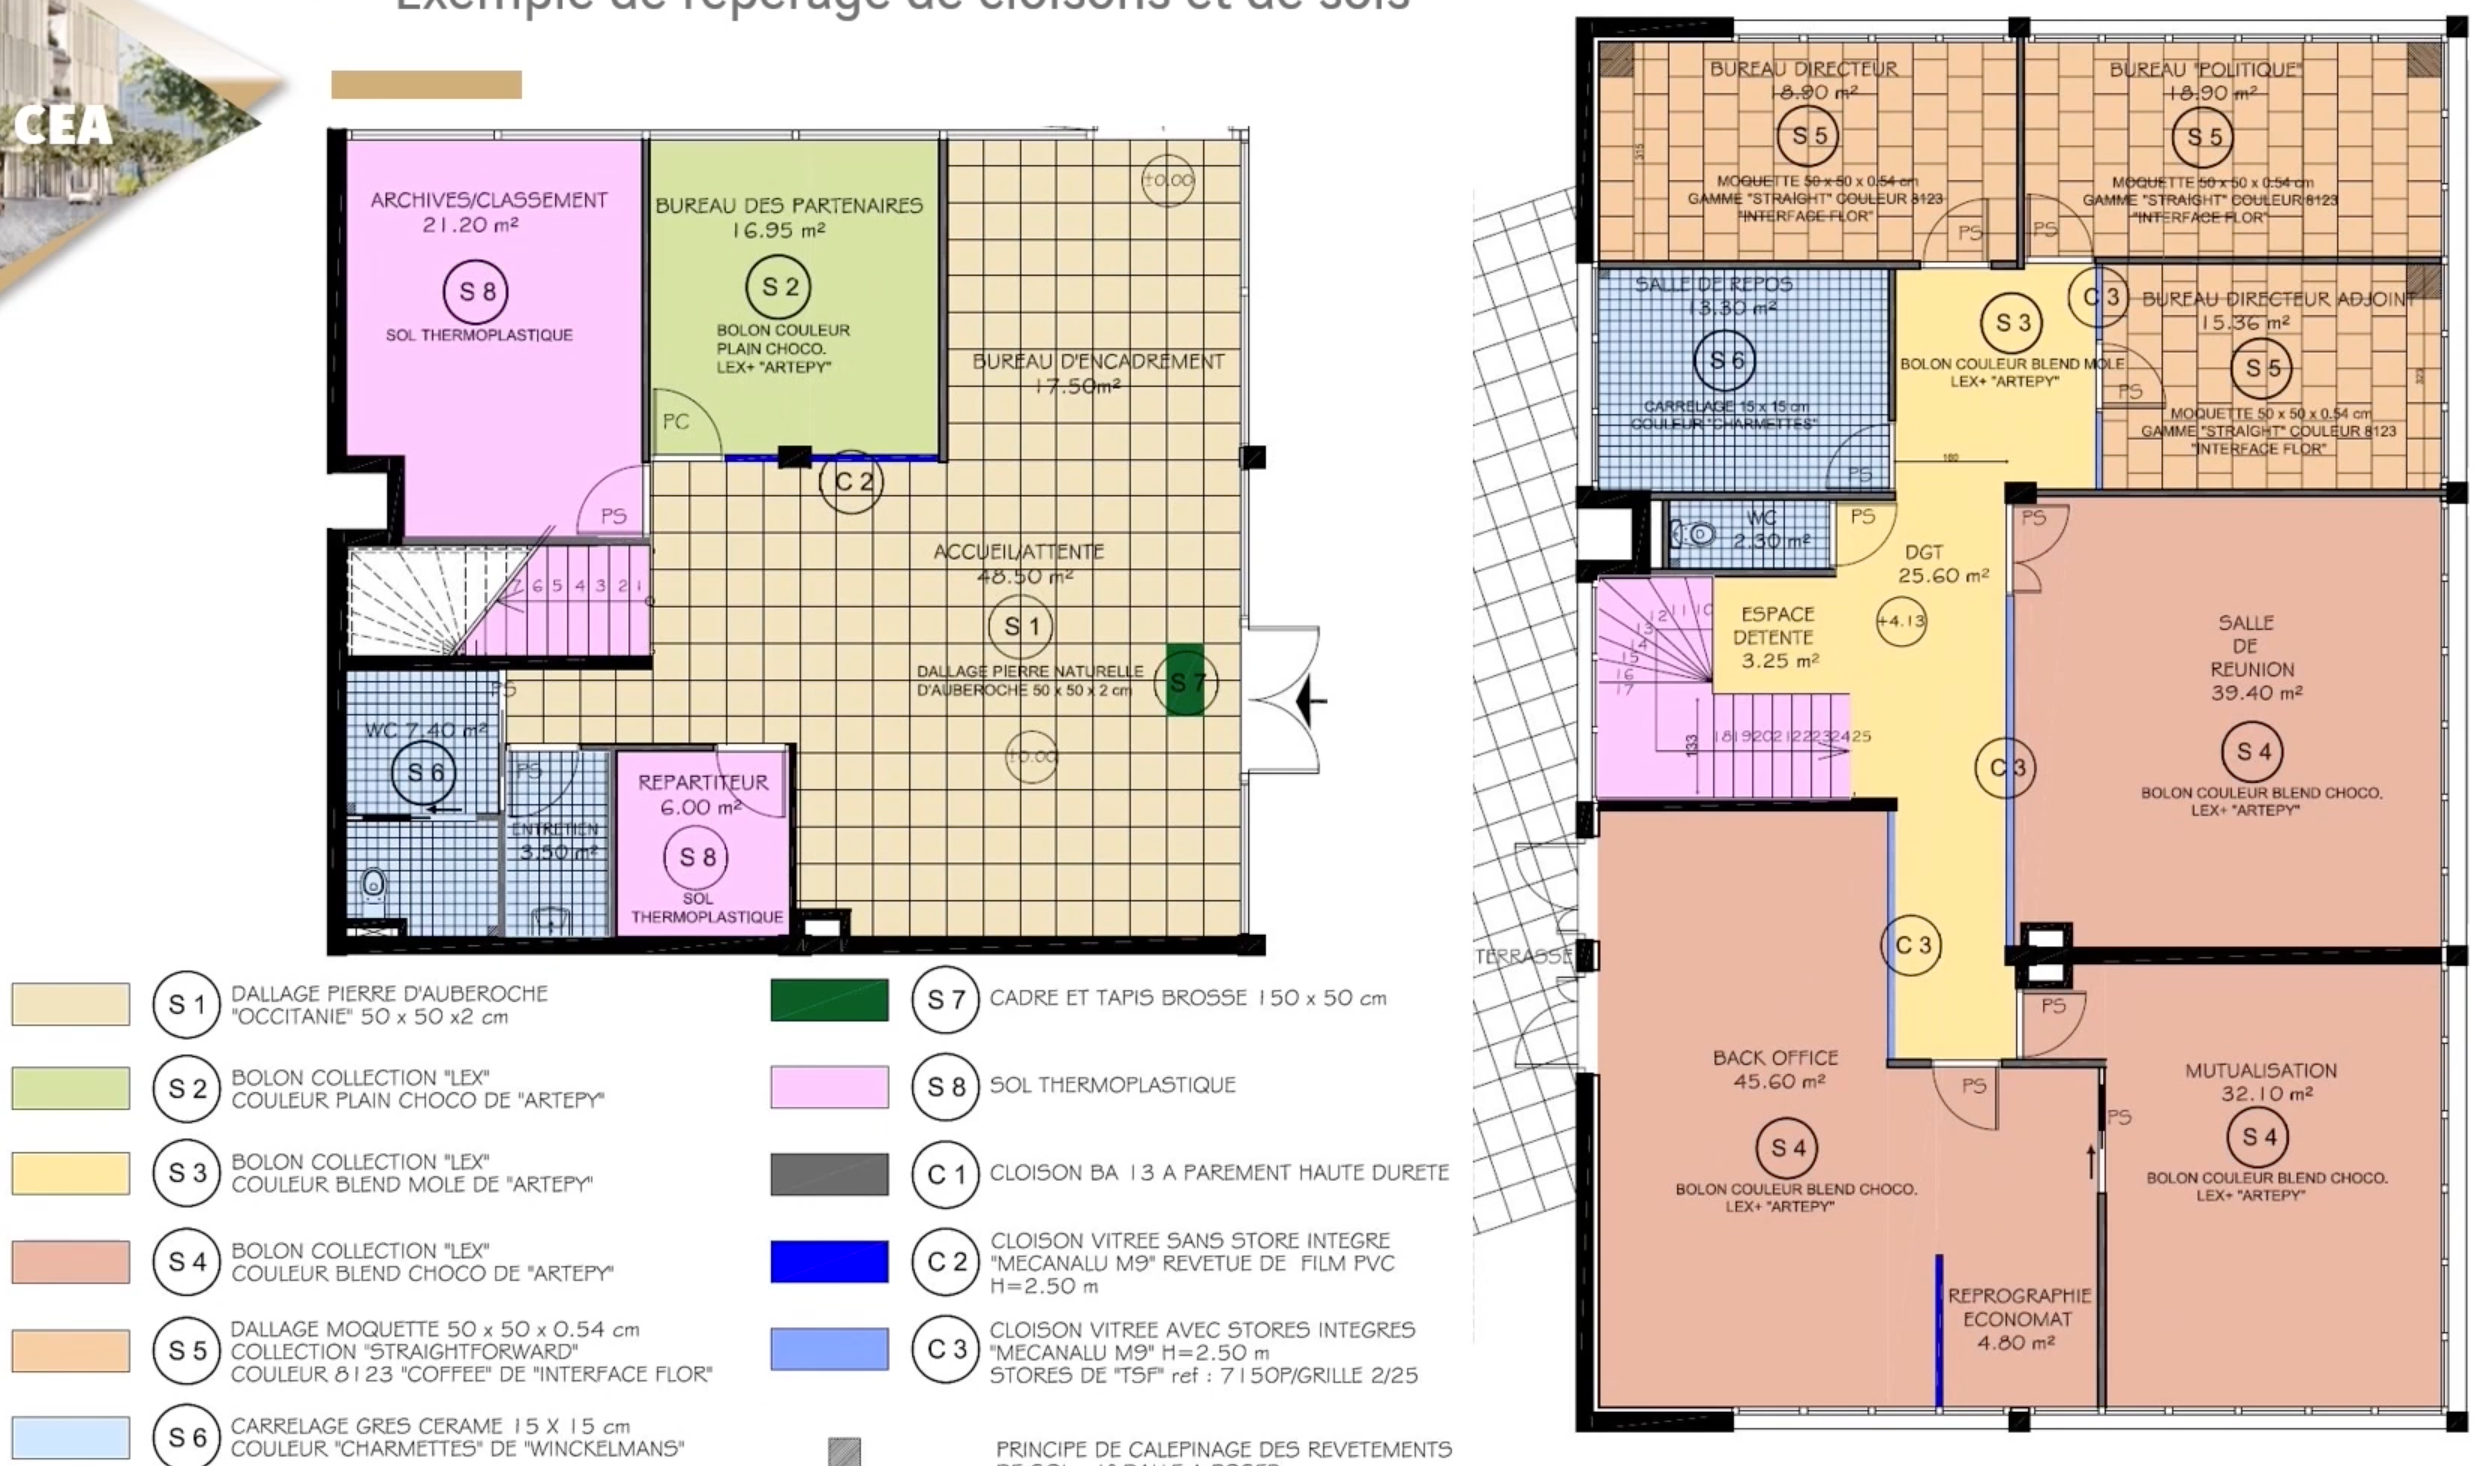 Exemple de repérage de cloisons et de sols
CEA
ARCHIVES/CLASSEMENT
21.20 m²
S 8
SOL THERMOPLASTIQUE
PS
BUREAU DES PARTENAIRES
16.95 m²
S 2
BOLON COULEUR
PLAIN CHOCO.
LEX+ "ARTEPY"
PC
C 2
±0.00
BUREAU D'ENCADREMENT
17.50m²
ACCUEIL/ATTENTE
48.50 m²
S 1
DALLAGE PIERRE NATURELLE
D'AUBEROCHE 50 x 50 x 2 cm
S 7
±0.00
7 6 5 4 3 2 1
PS
WC 7.40 m²
S 6
PS
ENTRETIEN
3.50 m²
REPARTITEUR
6.00 m²
S 8
SOL
THERMOPLASTIQUE
S 1
DALLAGE PIERRE D'AUBEROCHE
"OCCITANIE" 50 x 50 x2 cm
S 2
BOLON COLLECTION "LEX"
COULEUR PLAIN CHOCO DE "ARTEPY"
S 3
BOLON COLLECTION "LEX"
COULEUR BLEND MOLE DE "ARTEPY"
S 4
BOLON COLLECTION "LEX"
COULEUR BLEND CHOCO DE "ARTEPY"
S 5
DALLAGE MOQUETTE 50 x 50 x 0.54 cm
COLLECTION "STRAIGHTFORWARD"
COULEUR 8123 "COFFEE" DE "INTERFACE FLOR"
S 6
CARRELAGE GRES CERAME 15 X 15 cm
COULEUR "CHARMETTES" DE "WINCKELMANS"
S 7
CADRE ET TAPIS BROSSE 150 x 50 cm
S 8
SOL THERMOPLASTIQUE
C 1
CLOISON BA 13 A PAREMENT HAUTE DURETE
C 2
CLOISON VITREE SANS STORE INTEGRE
"MECANALU M9" REVETUE DE FILM PVC
H=2.50 m
C 3
CLOISON VITREE AVEC STORES INTEGRES
"MECANALU M9" H=2.50 m
STORES DE "TSF" ref : 7150P/GRILLE 2/25
PRINCIPE DE CALEPINAGE DES REVETEMENTS
BUREAU DIRECTEUR
18.90 m²
S 5
315
MOQUETTE 50 x 50 x 0.54 cm
GAMME "STRAIGHT" COULEUR 8123
"INTERFACE FLOR"
PS
BUREAU "POLITIQUE"
18.90 m²
S 5
MOQUETTE 50 x 50 x 0.54 cm
GAMME "STRAIGHT" COULEUR 8123
"INTERFACE FLOR"
PS
SALLE DE REPOS
13.30 m²
S 6
CARRELAGE 15 x 15 cm
COULEUR "CHARMETTES"
PS
S 3
BOLON COULEUR BLEND MOLE
LEX+ "ARTEPY"
180
C 3
BUREAU DIRECTEUR ADJOINT
15.36 m²
S 5
PS
323
MOQUETTE 50 x 50 x 0.54 cm
GAMME "STRAIGHT" COULEUR 8123
"INTERFACE FLOR"
WC
2.30 m²
PS
PS
DGT
25.60 m²
+4.13
ESPACE
DETENTE
3.25 m²
12 11 10
13
14
15
16
17
133
18 19 20 21 22 23 24 25
SALLE
DE
REUNION
39.40 m²
S 4
BOLON COULEUR BLEND CHOCO.
LEX+ "ARTEPY"
C 3
C 3
TERRASSE
PS
BACK OFFICE
45.60 m²
S 4
BOLON COULEUR BLEND CHOCO.
LEX+ "ARTEPY"
PS
PS
MUTUALISATION
32.10 m²
S 4
BOLON COULEUR BLEND CHOCO.
LEX+ "ARTEPY"
REPROGRAPHIE
ECONOMAT
4.80 m²